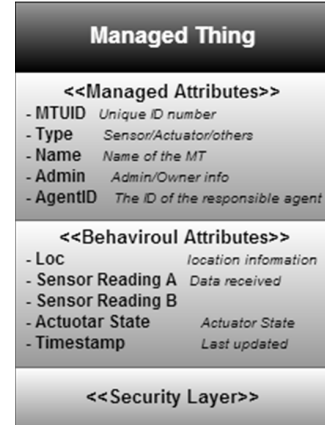 Managed Thing
<<Managed Attributes>>
- MTUID Unique ID number
- Type Sensor/Actuator/others
- Name Name of the MT
- Admin Admin/Owner info
- AgentID The ID of the responsible agent
<<Behaviroul Attributes>>
- Loc location information
- Sensor Reading A Data received
- Sensor Reading B
- Actuotar State Actuator State
- Timestamp Last updated
<<Security Layer>>